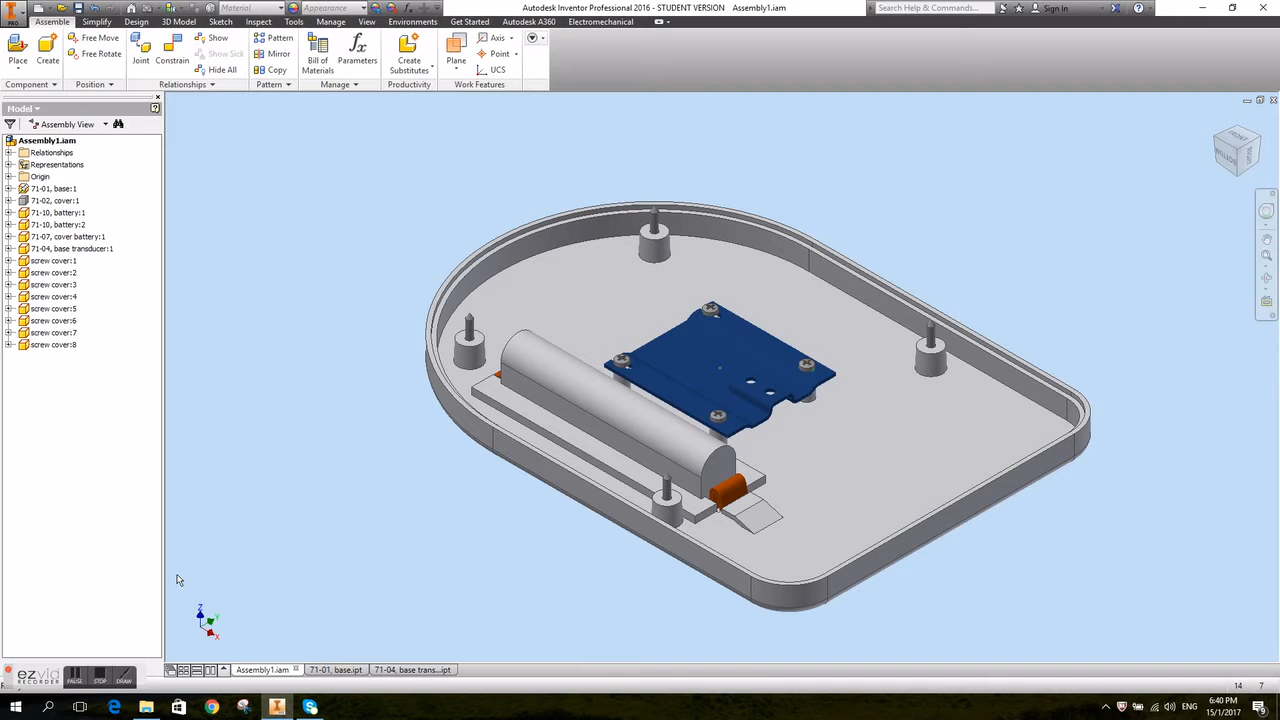 Material
Appearance
Autodesk Inventor Professional 2016 - STUDENT VERSION Assembly1.iam
Search Help & Commands...
Sign In
PRO
Assemble Simplify Design 3D Model Sketch Inspect Tools Manage View Environments Get Started Autodesk A360 Electromechanical
Place
Create
Free Move
Free Rotate
Joint
Constrain
Show
Show Sick
Hide All
Pattern
Mirror
Copy
Bill of
Materials
Parameters
Create
Substitutes
Plane
Axis
Point
UCS
Component Position Relationships Pattern Manage Productivity Work Features
Model
Assembly View
Assembly1.iam
Relationships
Representations
Origin
71-01, base:1
71-02, cover:1
71-10, battery:1
71-10, battery:2
71-07, cover battery:1
71-04, base transducer:1
screw cover:1
screw cover:2
screw cover:3
screw cover:4
screw cover:5
screw cover:6
screw cover:7
screw cover:8
BOTTOM
Z
Y
X
Assembly1.iam 71-01, base.ipt 71-04, base trans...ipt
ezvid
RECORDER
PAUSE STOP DRAW
14 7
ENG
6:40 PM
15/1/2017